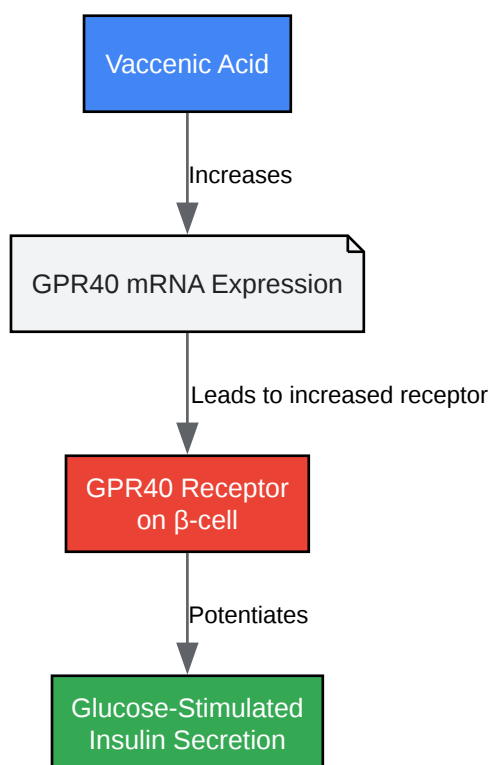 Vaccenic Acid
Increases
GPR40 mRNA Expression
Leads to increased receptor
GPR40 Receptor
on β-cell
Potentiates
Glucose-Stimulated
Insulin Secretion